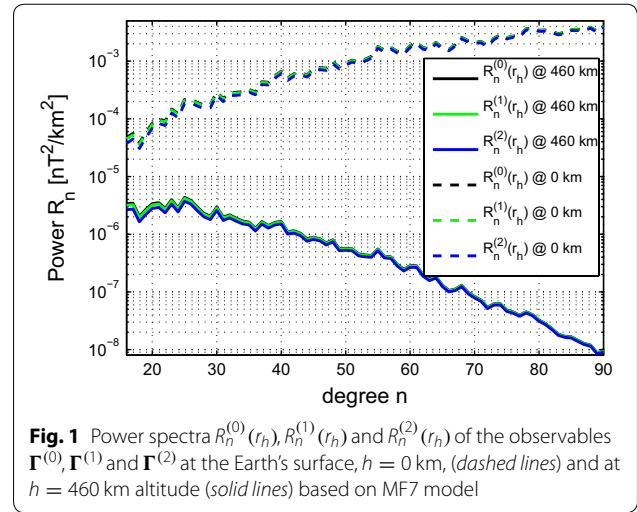 Power R_n [nT²/km²]
10⁻³
10⁻⁴
10⁻⁵
10⁻⁶
10⁻⁷
10⁻⁸
R_n^(0)(r_h) @ 460 km
R_n^(1)(r_h) @ 460 km
R_n^(2)(r_h) @ 460 km
R_n^(0)(r_h) @ 0 km
R_n^(1)(r_h) @ 0 km
R_n^(2)(r_h) @ 0 km
20 30 40 50 60 70 80 90
degree n
Fig. 1 Power spectra R_n^(0)(r_h), R_n^(1)(r_h) and R_n^(2)(r_h) of the observables
Γ^(0), Γ^(1) and Γ^(2) at the Earth's surface, h = 0 km, (dashed lines) and at
h = 460 km altitude (solid lines) based on MF7 model